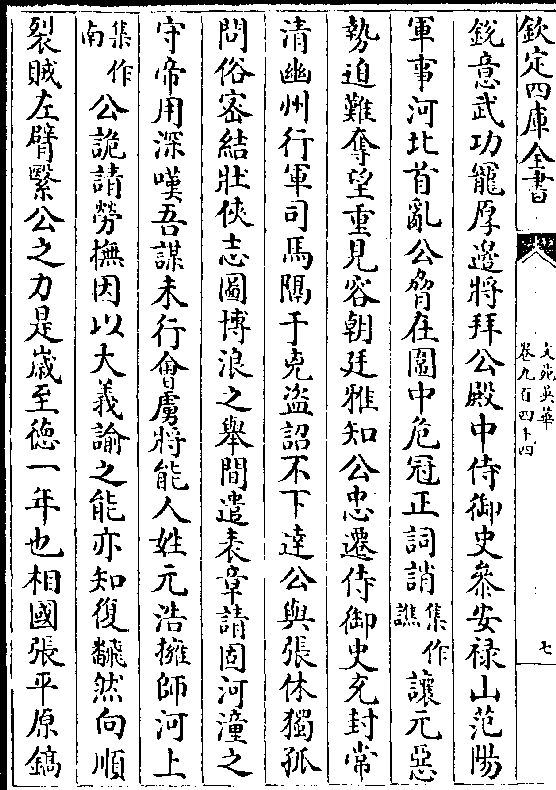 欽定四庫全書
文苑英華
卷九百四十四
七
銳意武功寵厚邊將拜公殿中侍御史參安祿山范陽
軍事河北首亂公脅在圍中危冠正詞誚集作譙讓元惡
勢迫難奪望重見容朝廷雅知公忠遷侍御史充封常
清幽州行軍司馬隔于兇盜詔不下達公與張休獨孤
問俗密結壯俠志圖博浪之舉間遣表章請固河潼之
守帝用深嘆吾謀未行會虜將能人姓元浩擁師河上
集作南公詭請勞撫因以大義諭之能亦知復飜然向順
裂賊左臂繄公之力是歲至德一年也相國張平原鎬